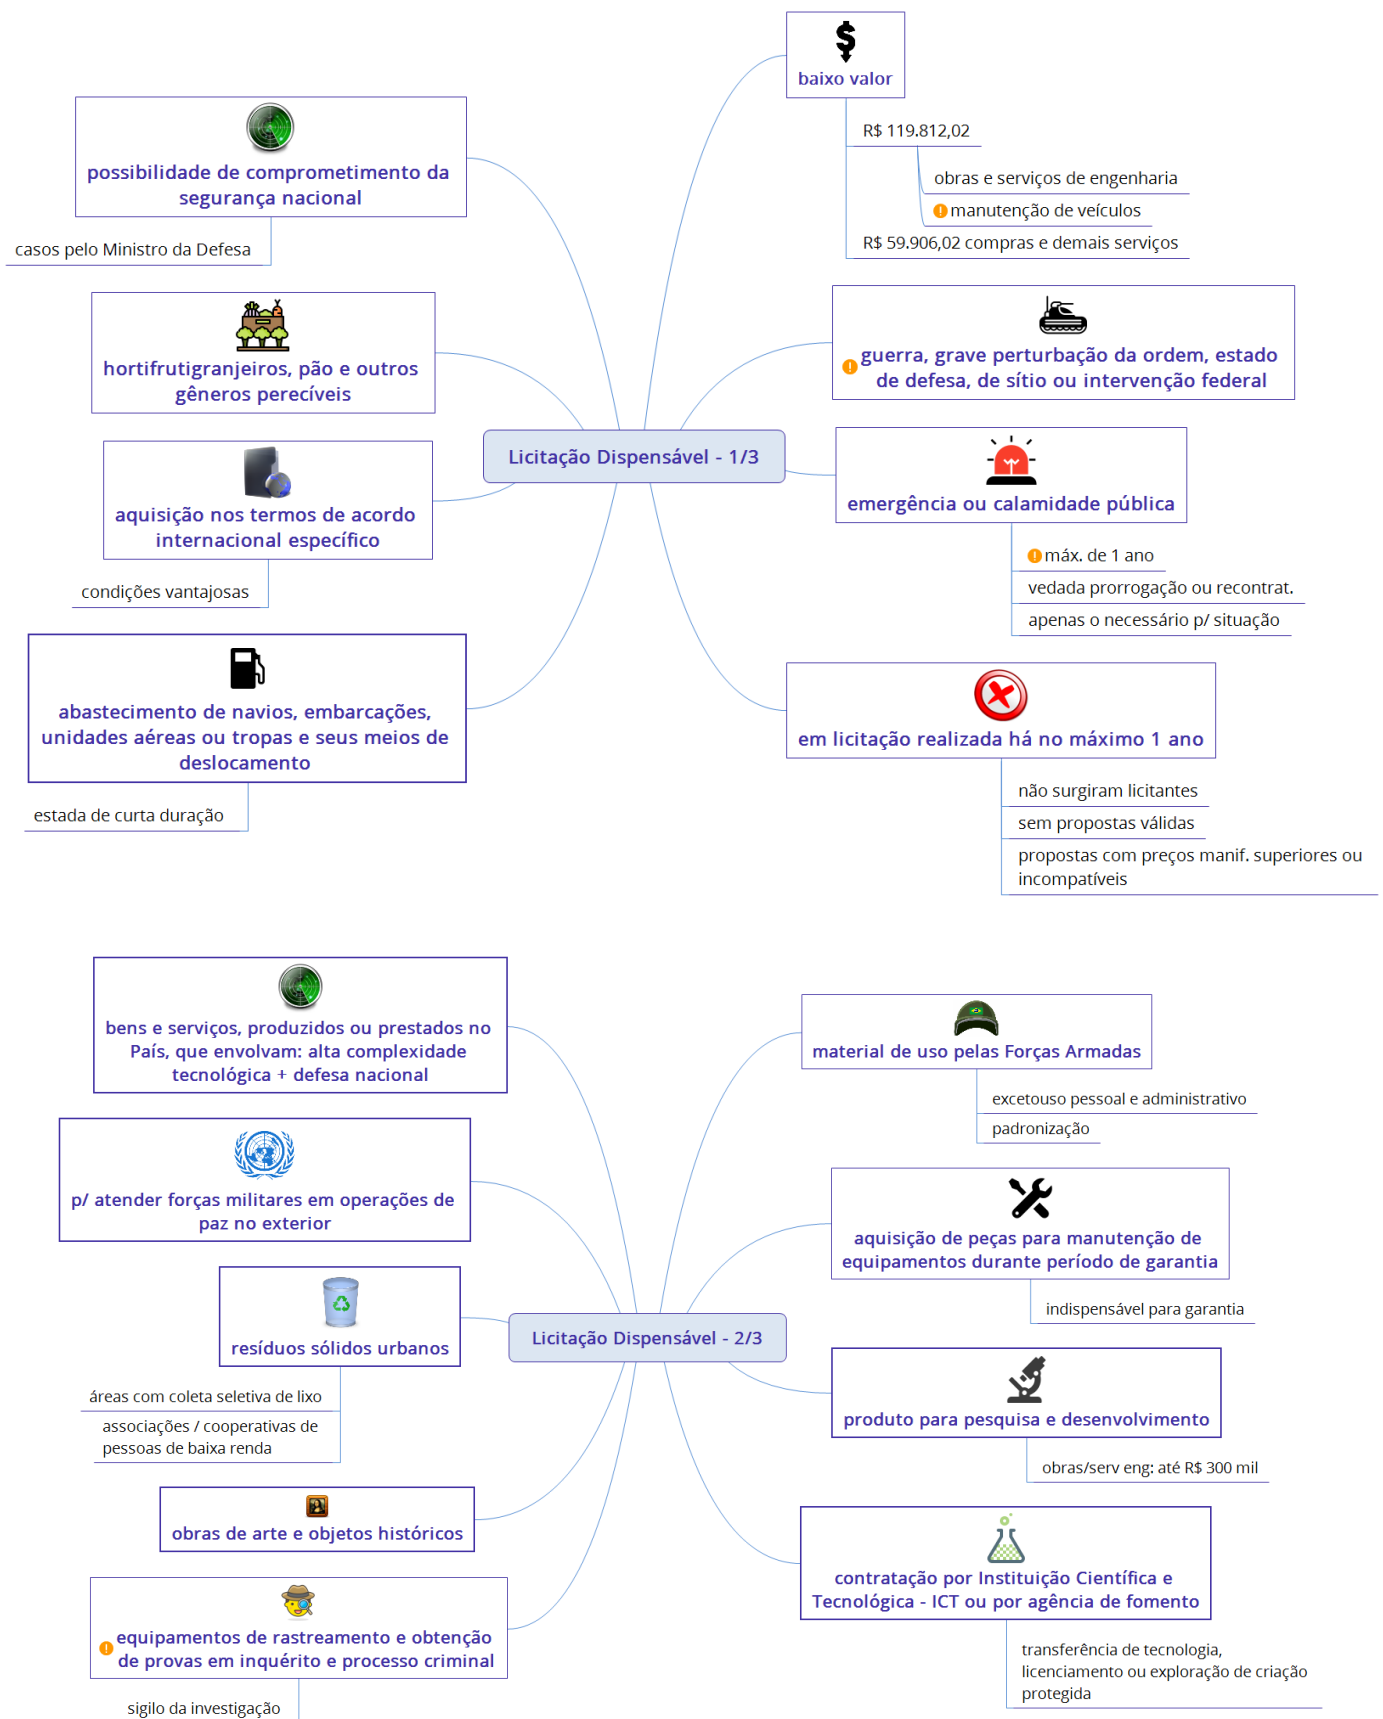 baixo valor
R$ 119.812,02
obras e serviços de engenharia
manutenção de veículos
R$ 59.906,02 compras e demais serviços
guerra, grave perturbação da ordem, estado
de defesa, de sítio ou intervenção federal
emergência ou calamidade pública
máx. de 1 ano
vedada prorrogação ou recontrat.
apenas o necessário p/ situação
em licitação realizada há no máximo 1 ano
não surgiram licitantes
sem propostas válidas
propostas com preços manif. superiores ou
incompatíveis
Licitação Dispensável - 1/3
possibilidade de comprometimento da
segurança nacional
casos pelo Ministro da Defesa
hortifrutigranjeiros, pão e outros
gêneros perecíveis
aquisição nos termos de acordo
internacional específico
condições vantajosas
abastecimento de navios, embarcações,
unidades aéreas ou tropas e seus meios de
deslocamento
estada de curta duração
material de uso pelas Forças Armadas
excetouso pessoal e administrativo
padronização
aquisição de peças para manutenção de
equipamentos durante período de garantia
indispensável para garantia
produto para pesquisa e desenvolvimento
obras/serv eng: até R$ 300 mil
contratação por Instituição Científica e
Tecnológica - ICT ou por agência de fomento
transferência de tecnologia,
licenciamento ou exploração de criação
protegida
Licitação Dispensável - 2/3
bens e serviços, produzidos ou prestados no
País, que envolvam: alta complexidade
tecnológica + defesa nacional
p/ atender forças militares em operações de
paz no exterior
resíduos sólidos urbanos
áreas com coleta seletiva de lixo
associações / cooperativas de
pessoas de baixa renda
obras de arte e objetos históricos
equipamentos de rastreamento e obtenção
de provas em inquérito e processo criminal
sigilo da investigação